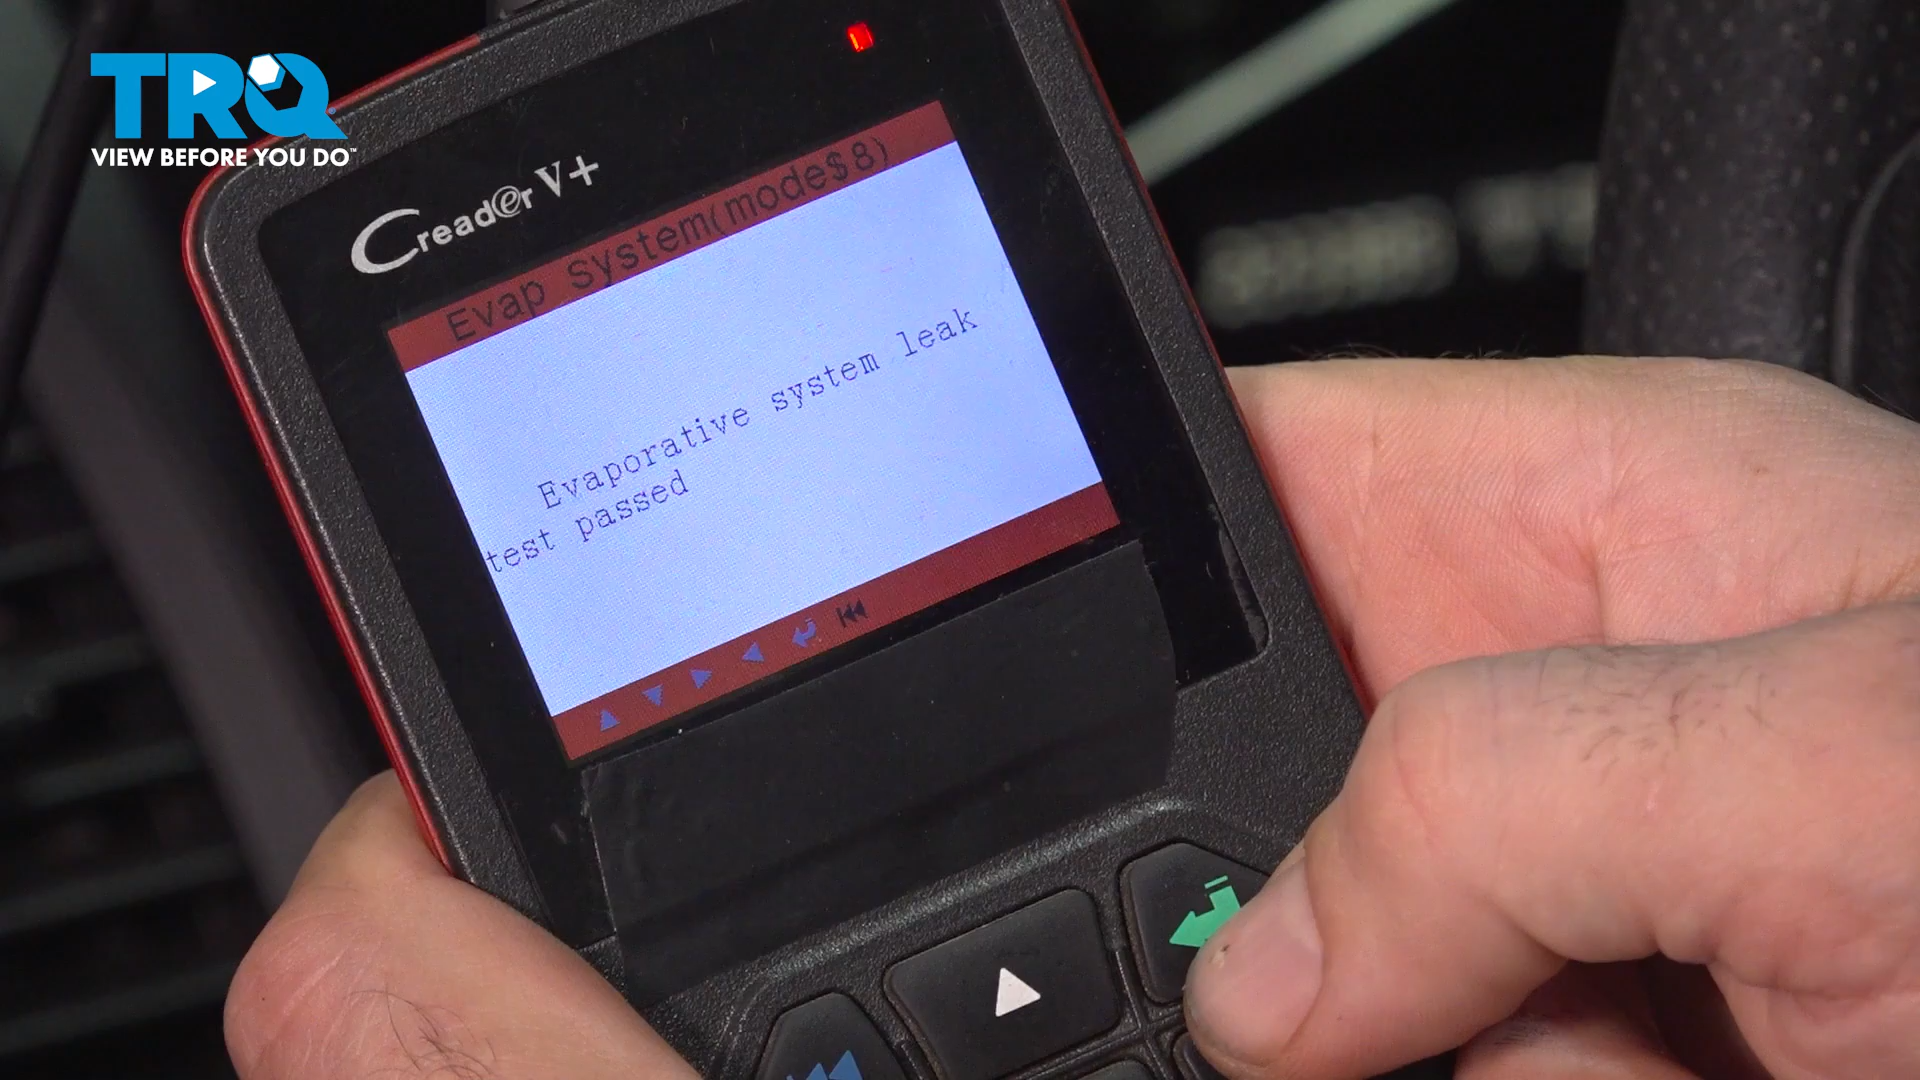 TRQ
VIEW BEFORE YOU DO™
Cread@r V+
Evap System(mode$8)
Evaporative system leak
test passed